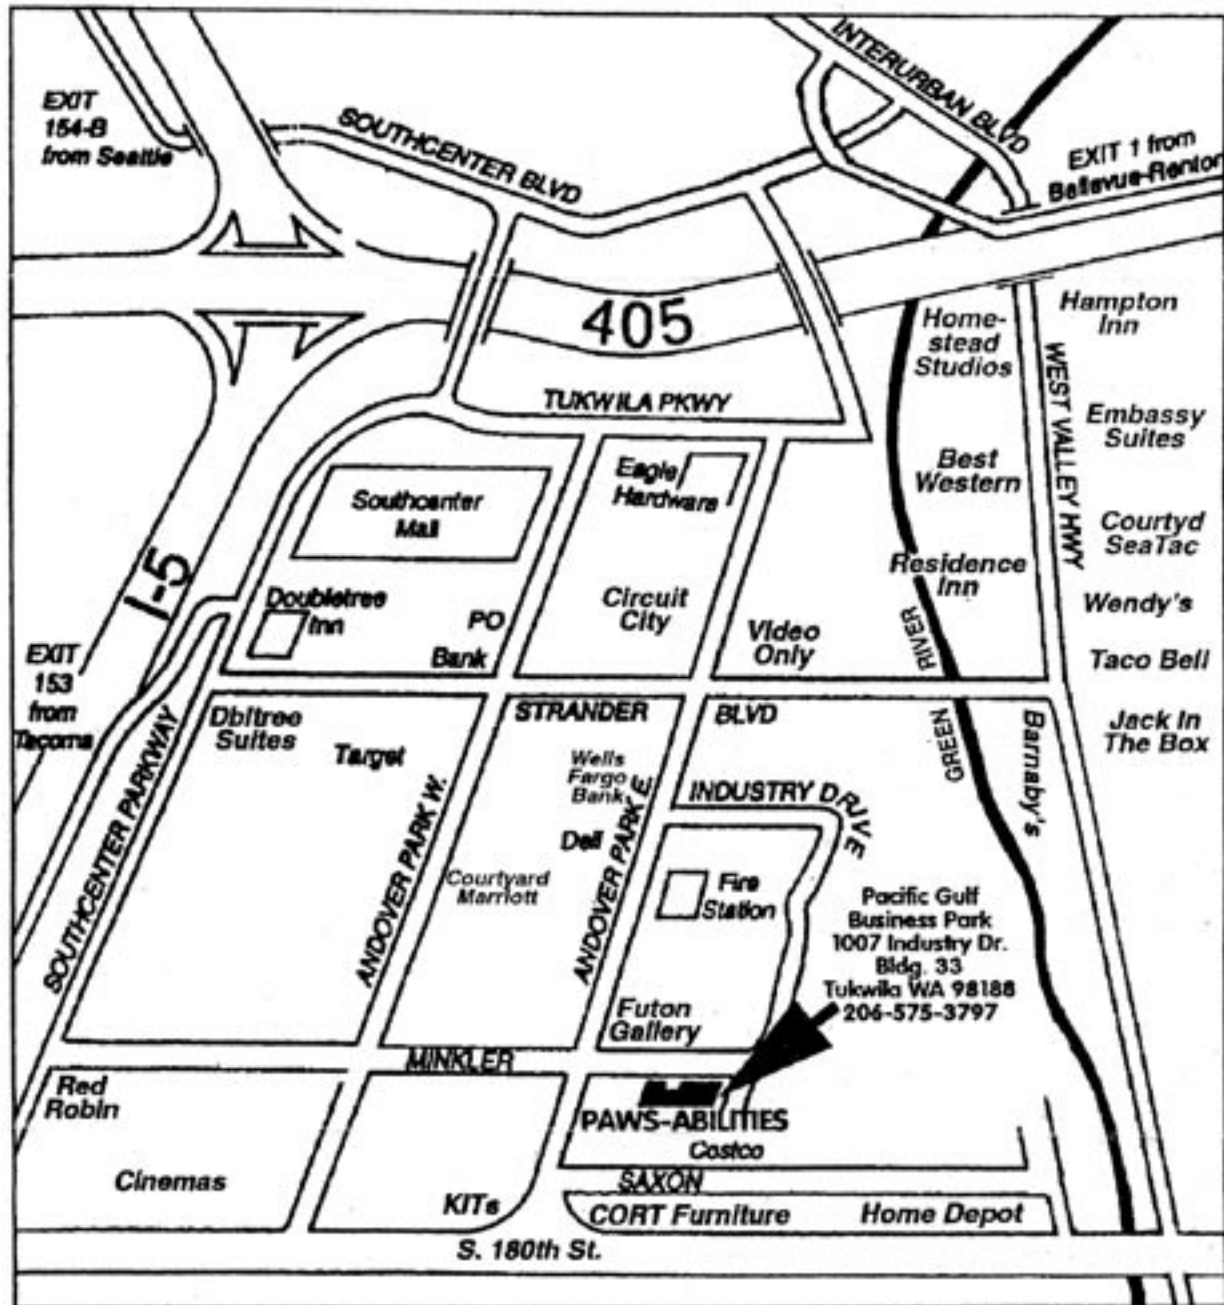 INTERURBAN BLVD
EXIT
154-B
from Seattle
SOUTHCENTER BLVD
EXIT 1 from
Bellevue-Renton
405
Home-
stead
Studios
Hampton
Inn
TUKWILA PKWY
WEST VALLEY HWY
Embassy
Suites
Eagle
Hardware
Best
Western
Southcenter
Mall
Courtyd
SeaTac
I-5
Residence
Inn
Doubletree
Inn
PO
Bank
Circuit
City
Video
Only
Wendy's
Taco Bell
EXIT
153
from
Tacoma
GREEN RIVER
Dbltree
Suites
STRANDER BLVD
Barnaby's
Jack In
The Box
Target
Wells
Fargo
Bank
SOUTHCENTER PARKWAY
ANDOVER PARK W.
ANDOVER PARK E
INDUSTRY DRIVE
Deli
Courtyard
Marriott
Fire
Station
Pacific Gulf
Business Park
1007 Industry Dr.
Bldg. 33
Tukwila WA 98188
206-575-3797
Futon
Gallery
MINKLER
Red
Robin
PAWS-ABILITIES
Costco
Cinemas
SAXON
KITs
CORT Furniture
Home Depot
S. 180th St.